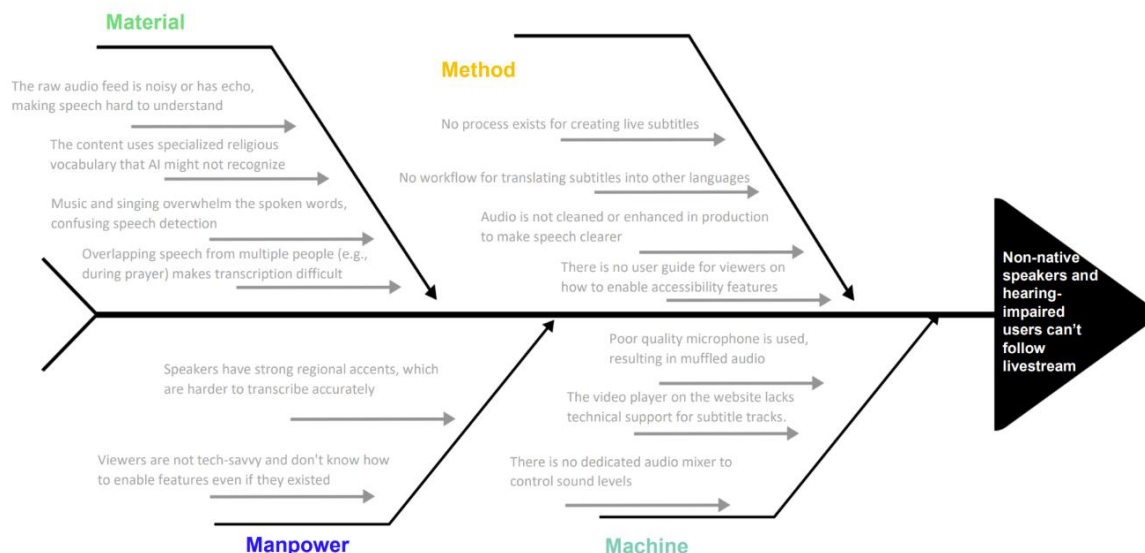 Material
The raw audio feed is noisy or has echo,
making speech hard to understand
The content uses specialized religious
vocabulary that AI might not recognize
Music and singing overwhelm the spoken words,
confusing speech detection
Overlapping speech from multiple people (e.g.,
during prayer) makes transcription difficult
Method
No process exists for creating live subtitles
No workflow for translating subtitles into other languages
Audio is not cleaned or enhanced in production
to make speech clearer
There is no user guide for viewers on
how to enable accessibility features
Non-native
speakers and
hearing-
impaired
users can't
follow
livestream
Speakers have strong regional accents, which
are harder to transcribe accurately
Viewers are not tech-savvy and don't know how
to enable features even if they existed
Manpower
Poor quality microphone is used,
resulting in muffled audio
The video player on the website lacks
technical support for subtitle tracks.
There is no dedicated audio mixer to
control sound levels
Machine